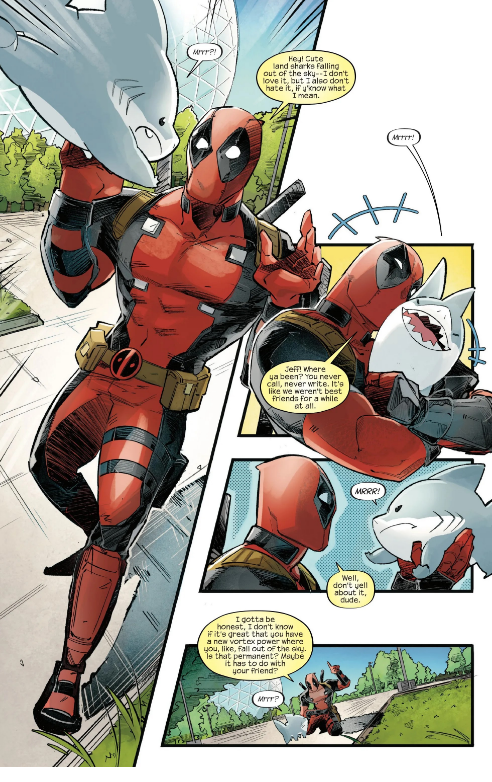 Mrrr?!
Hey! Cute
land sharks falling
out of the sky--I don't
love it, but I also don't
hate it, if y'know what
I mean.
Mrrrr!
Jeff! Where
ya been? You never
call, never write. It's
like we weren't best
friends for a while
at all.
MRRR!
Well,
don't yell
about it,
dude.
I gotta be
honest, I don't know
if it's great that you have
a new vortex power where
you, like, fall out of the sky.
Is that permanent? Maybe
it has to do with
your friend?
Mrrr?